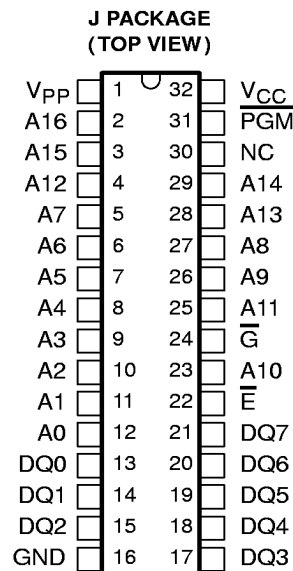 J PACKAGE
(TOP VIEW)
VPP 1 32 VCC
A16 2 31 PGM
A15 3 30 NC
A12 4 29 A14
A7 5 28 A13
A6 6 27 A8
A5 7 26 A9
A4 8 25 A11
A3 9 24 G
A2 10 23 A10
A1 11 22 E
A0 12 21 DQ7
DQ0 13 20 DQ6
DQ1 14 19 DQ5
DQ2 15 18 DQ4
GND 16 17 DQ3